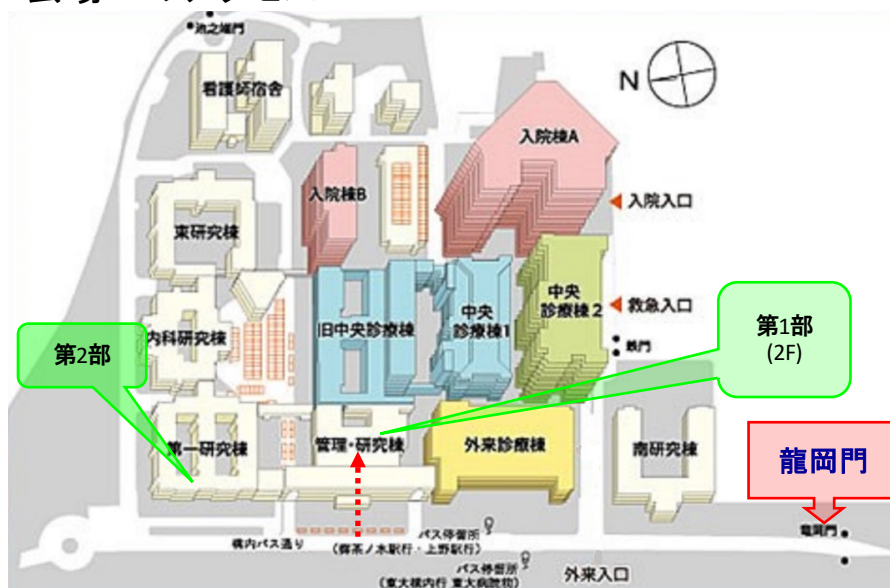 池之端門
看護師宿舎
N
入院棟A
入院棟B
入院入口
東研究棟
中央
診療棟2
救急入口
中央
診療棟1
旧中央診療棟
内科研究棟
第2部
第1部
(2F)
鉄門
第一研究棟
管理・研究棟
外来診療棟
南研究棟
龍岡門
竜岡門
構内バス通り
バス停留所
(御茶ノ水駅行・上野駅行)
バス停留所
(東大構内行 東大病院前)
外来入口